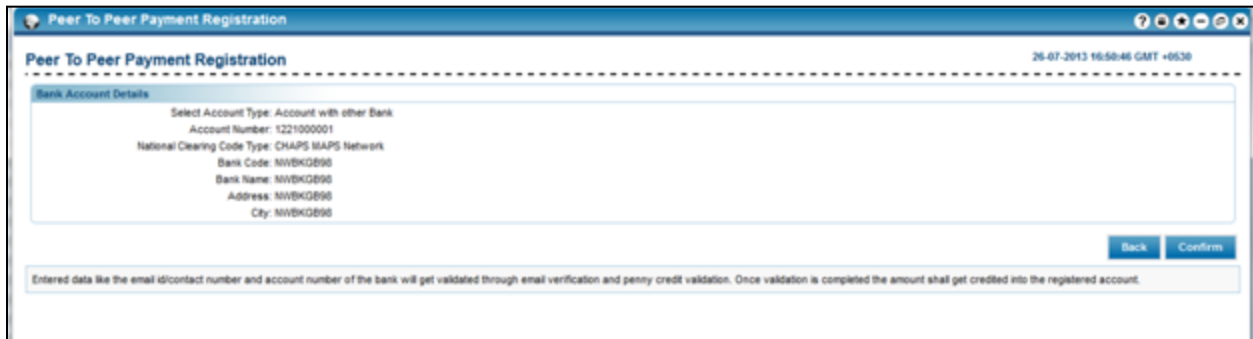 Peer To Peer Payment Registration
Peer To Peer Payment Registration
26-07-2013 16:50:46 GMT +0530
Bank Account Details
Select Account Type: Account with other Bank
Account Number: 1221000001
National Clearing Code Type: CHAPS MAPS Network
Bank Code: NWBKGB98
Bank Name: NWBKGB98
Address: NWBKGB98
City: NWBKGB98
Back Confirm
Entered data like the email id/contact number and account number of the bank will get validated through email verification and penny credit validation. Once validation is completed the amount shall get credited into the registered account.